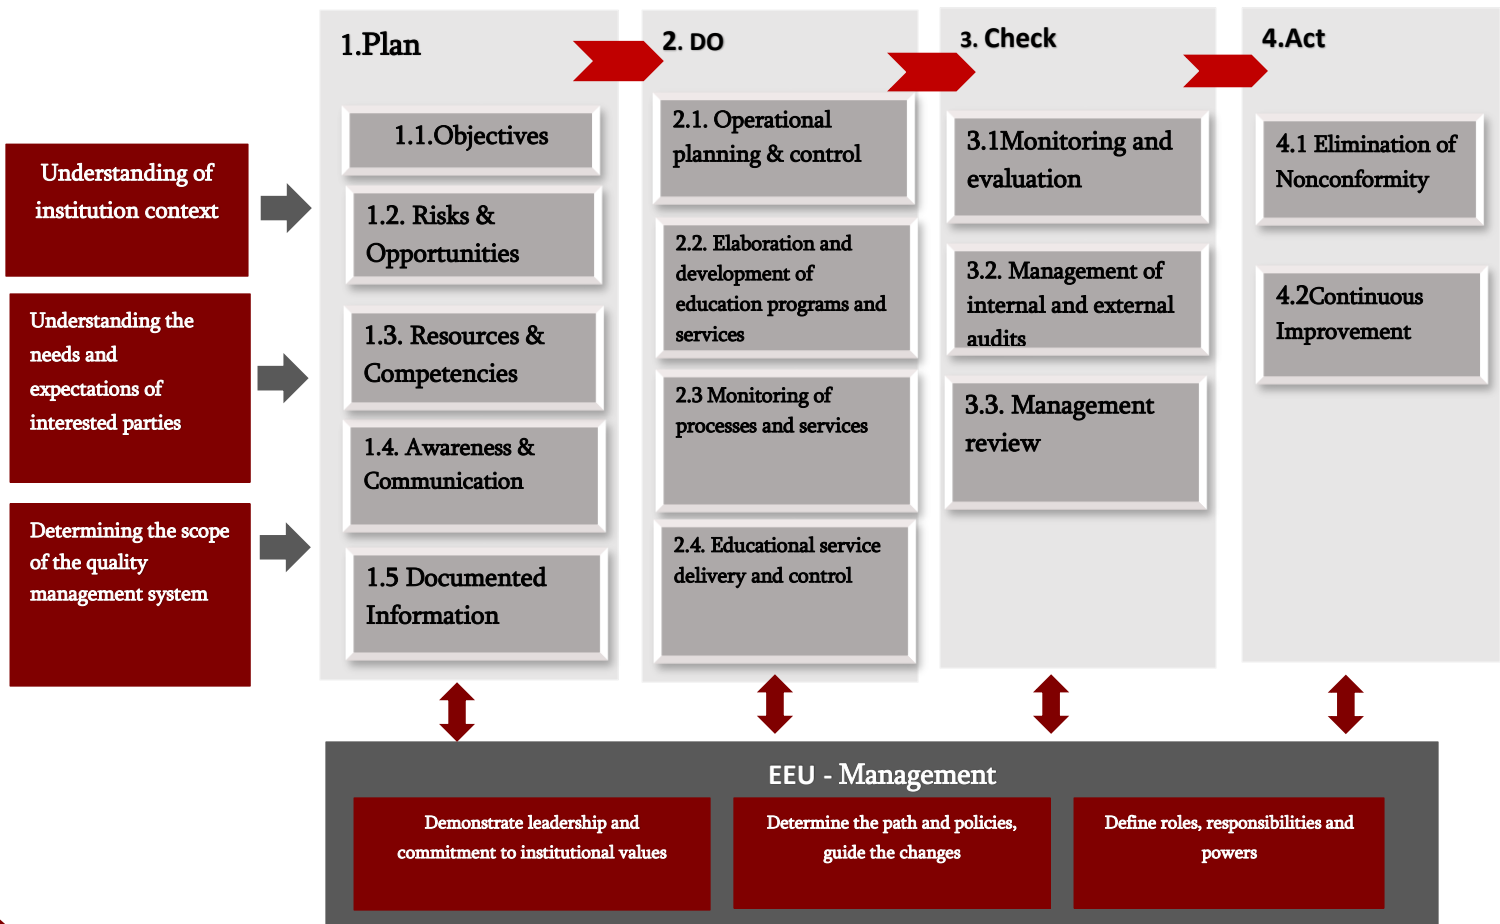 Understanding of
institution context
Understanding the
needs and
expectations of
interested parties
Determining the scope
of the quality
management system
1.Plan
1.1.Objectives
1.2. Risks &
Opportunities
1.3. Resources &
Competencies
1.4. Awareness &
Communication
1.5 Documented
Information
2. DO
2.1. Operational
planning & control
2.2. Elaboration and
development of
education programs and
services
2.3 Monitoring of
processes and services
2.4. Educational service
delivery and control
3. Check
3.1Monitoring and
evaluation
3.2. Management of
internal and external
audits
3.3. Management
review
4.Act
4.1 Elimination of
Nonconformity
4.2Continuous
Improvement
EEU - Management
Demonstrate leadership and
commitment to institutional values
Determine the path and policies,
guide the changes
Define roles, responsibilities and
powers